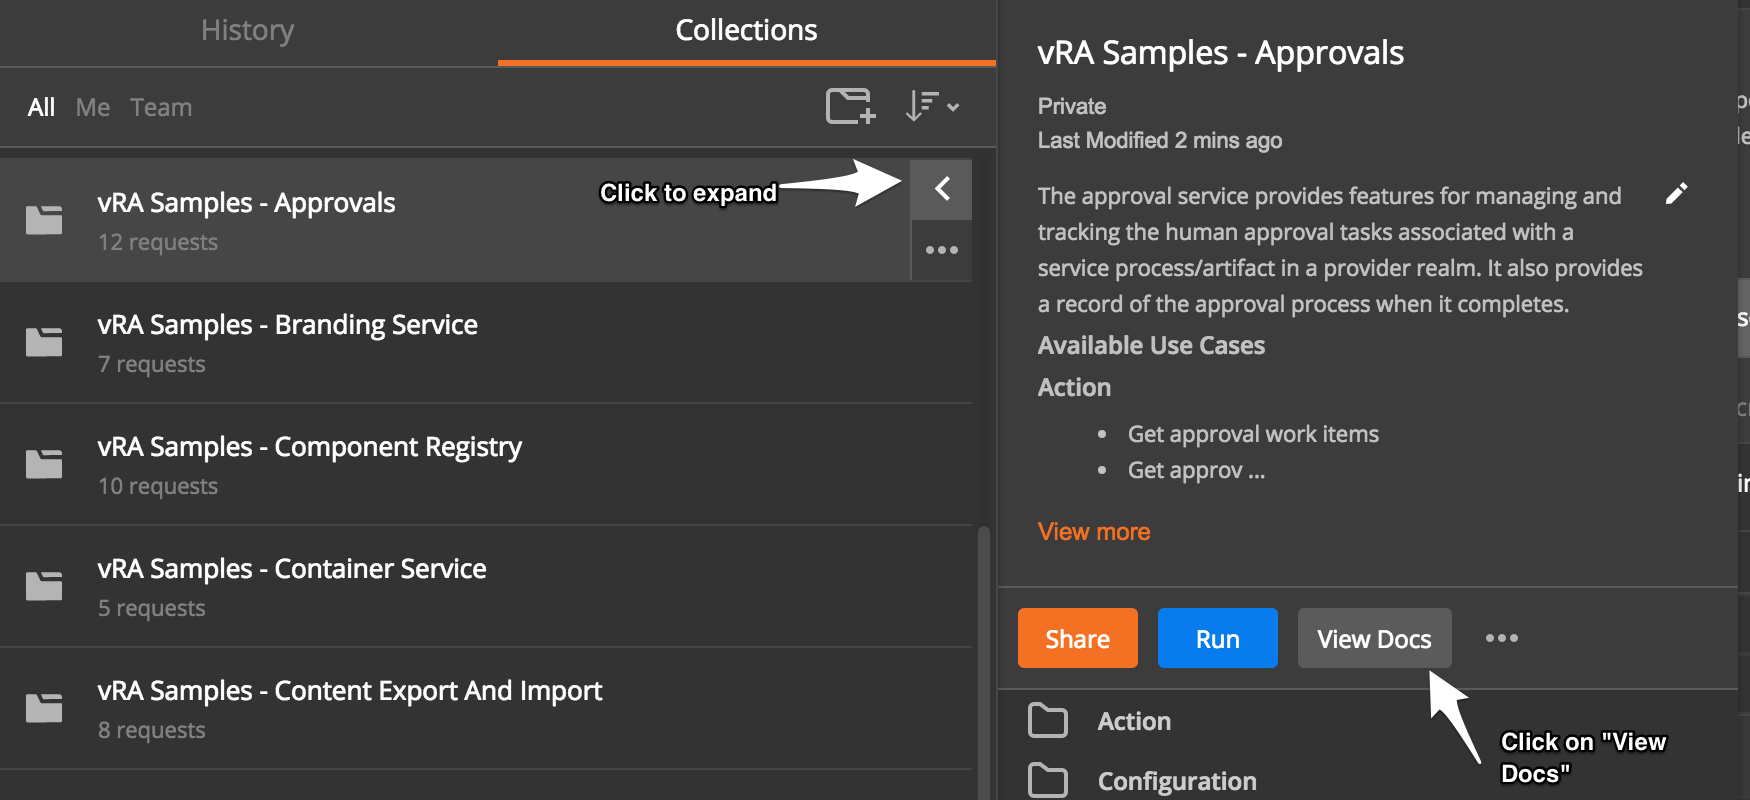 History
Collections
All Me Team
vRA Samples - Approvals
12 requests
Click to expand
vRA Samples - Branding Service
7 requests
vRA Samples - Component Registry
10 requests
vRA Samples - Container Service
5 requests
vRA Samples - Content Export And Import
8 requests
vRA Samples - Approvals
Private
Last Modified 2 mins ago
The approval service provides features for managing and
tracking the human approval tasks associated with a
service process/artifact in a provider realm. It also provides
a record of the approval process when it completes.
Available Use Cases
Action
• Get approval work items
• Get approv ...
View more
Share
Run
View Docs
Action
Configuration
Click on "View
Docs"